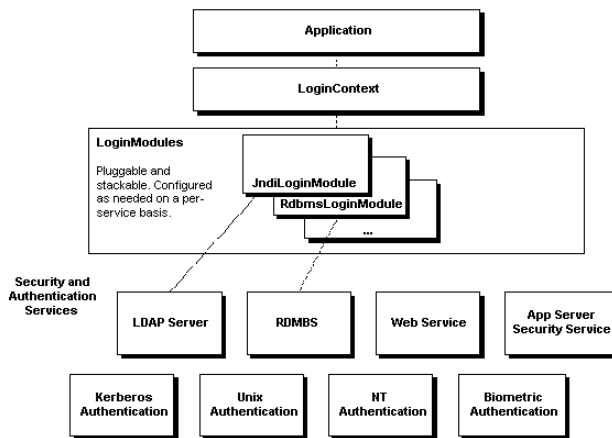 Application
LoginContext
LoginModules
Pluggable and
stackable. Configured
as needed on a per-
service basis.
JndiLoginModule
RdbmsLoginModule
...
Security and
Authentication
Services
LDAP Server
RDMBS
Web Service
App Server
Security Service
Kerberos
Authentication
Unix
Authentication
NT
Authentication
Biometric
Authentication